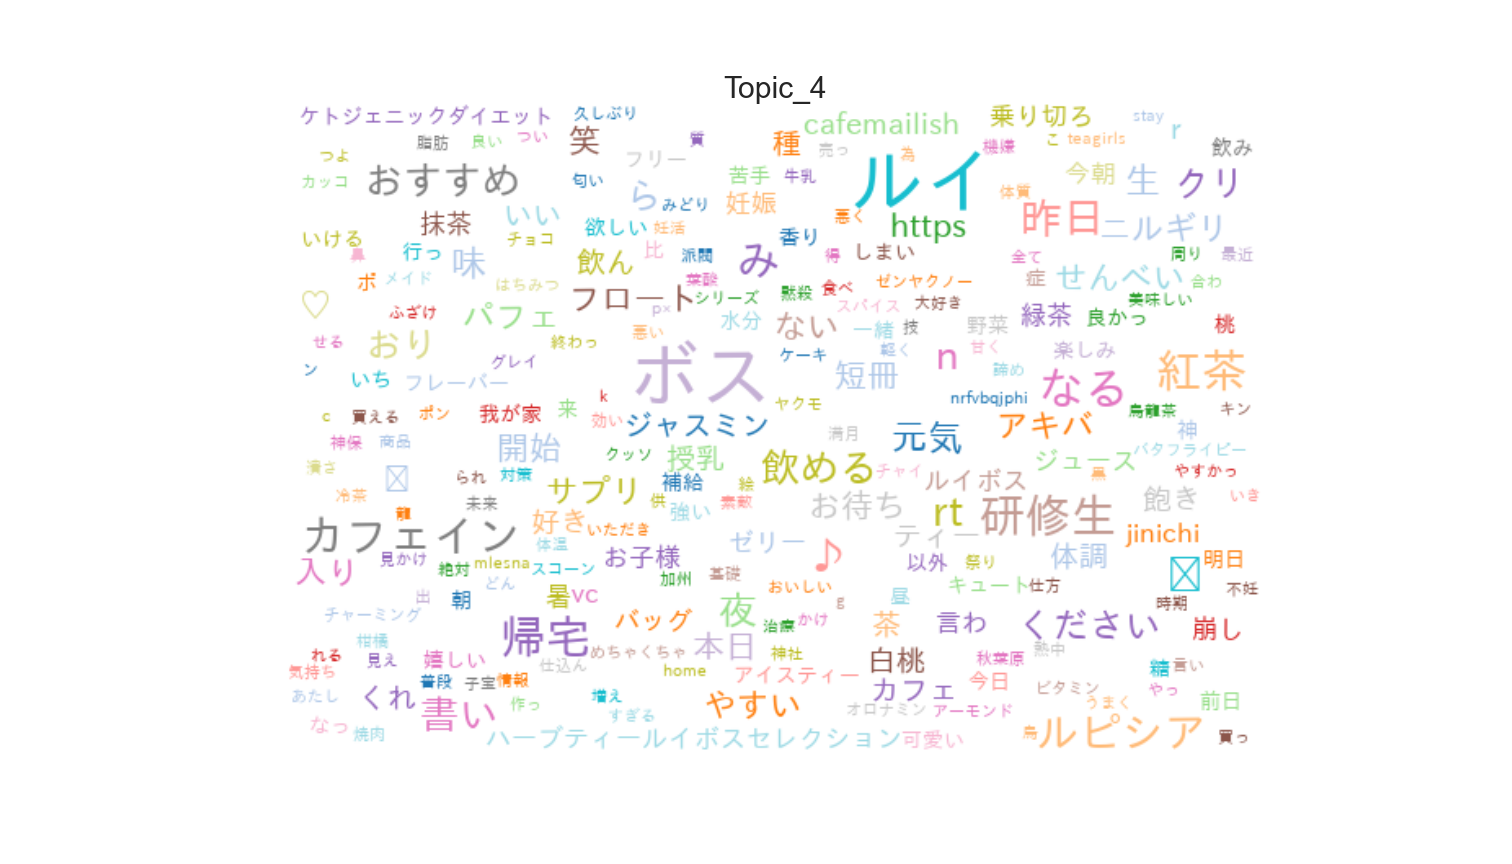 Topic_4
ケトジェニックダイエット 久しぶり 乗り切ろ stay
cafemailish r
脂肪 良い つい 笑 質 種 売っ 為 機嫌 こ teagirls 飲み
つよ フリー
カッコ おすすめ 匂い ら みどり 苦手 牛乳 ルイ 体質 今朝 生 クリ
妊娠
抹茶 いい 欲しい 妊活 悪く https 昨日 ニルギリ
いける チョコ 香り
鼻 行っ 味 飲ん 比 派閥 み 得 しまい 全て 周り 最近
ボ メイド はちみつ 葉酸 食べ ゼンヤクノー 症 せんべい 合わ
♡ フロート シリーズ 黙殺 スパイス 大好き 美味しい
ふざけ パフェ p× 水分 ない 一緒 技 野菜 緑茶 良かっ 桃
せる おり 終わっ 悪い 軽く 甘く 楽しみ
ン グレイ ケーキ n
いち フレーバー ボス 短冊 諦め なる 紅茶
c 買える ポン 我が家 来 k ヤクモ nrfvbqjphi 烏龍茶 キン
効い ジャスミン アキバ
神保 商品 開始 クッソ 満月 元気 神 バタフライピー
濃さ 授乳 飲める チャイ ジュース 黒 やすかっ
られ 対策 サプリ 補給 絵 ルイボス
冷茶 未来 供 素敵 お待ち rt 研修生 飽き いき
龍 好き いただき 強い
カフェイン 体温 ゼリー ♪ ティー jinichi
入り 見かけ 絶対 mlesna スコーン お子様 以外 祭り 体調 明日
どん 加州 基礎 おいしい キュート 仕方 不妊
出 朝 暑 vc g 昼 時期
チャーミング バッグ 夜 治療 かけ 茶 言わ ください 崩し
柑橘 帰宅 めちゃくちゃ 本日 神社 熱中
れる 見え 嬉しい 仕込ん 白桃 秋葉原
気持ち 普段 子宝 情報 home アイスティー 今日 糖 言い
あたし くれ 作っ 増え やすい カフェ ビタミン やっ 前日
書い すぎる オロナミン アーモンド うまく
なっ 焼肉 ハーブティールイボスセレクション 可愛い 烏 ルピシア 買っ